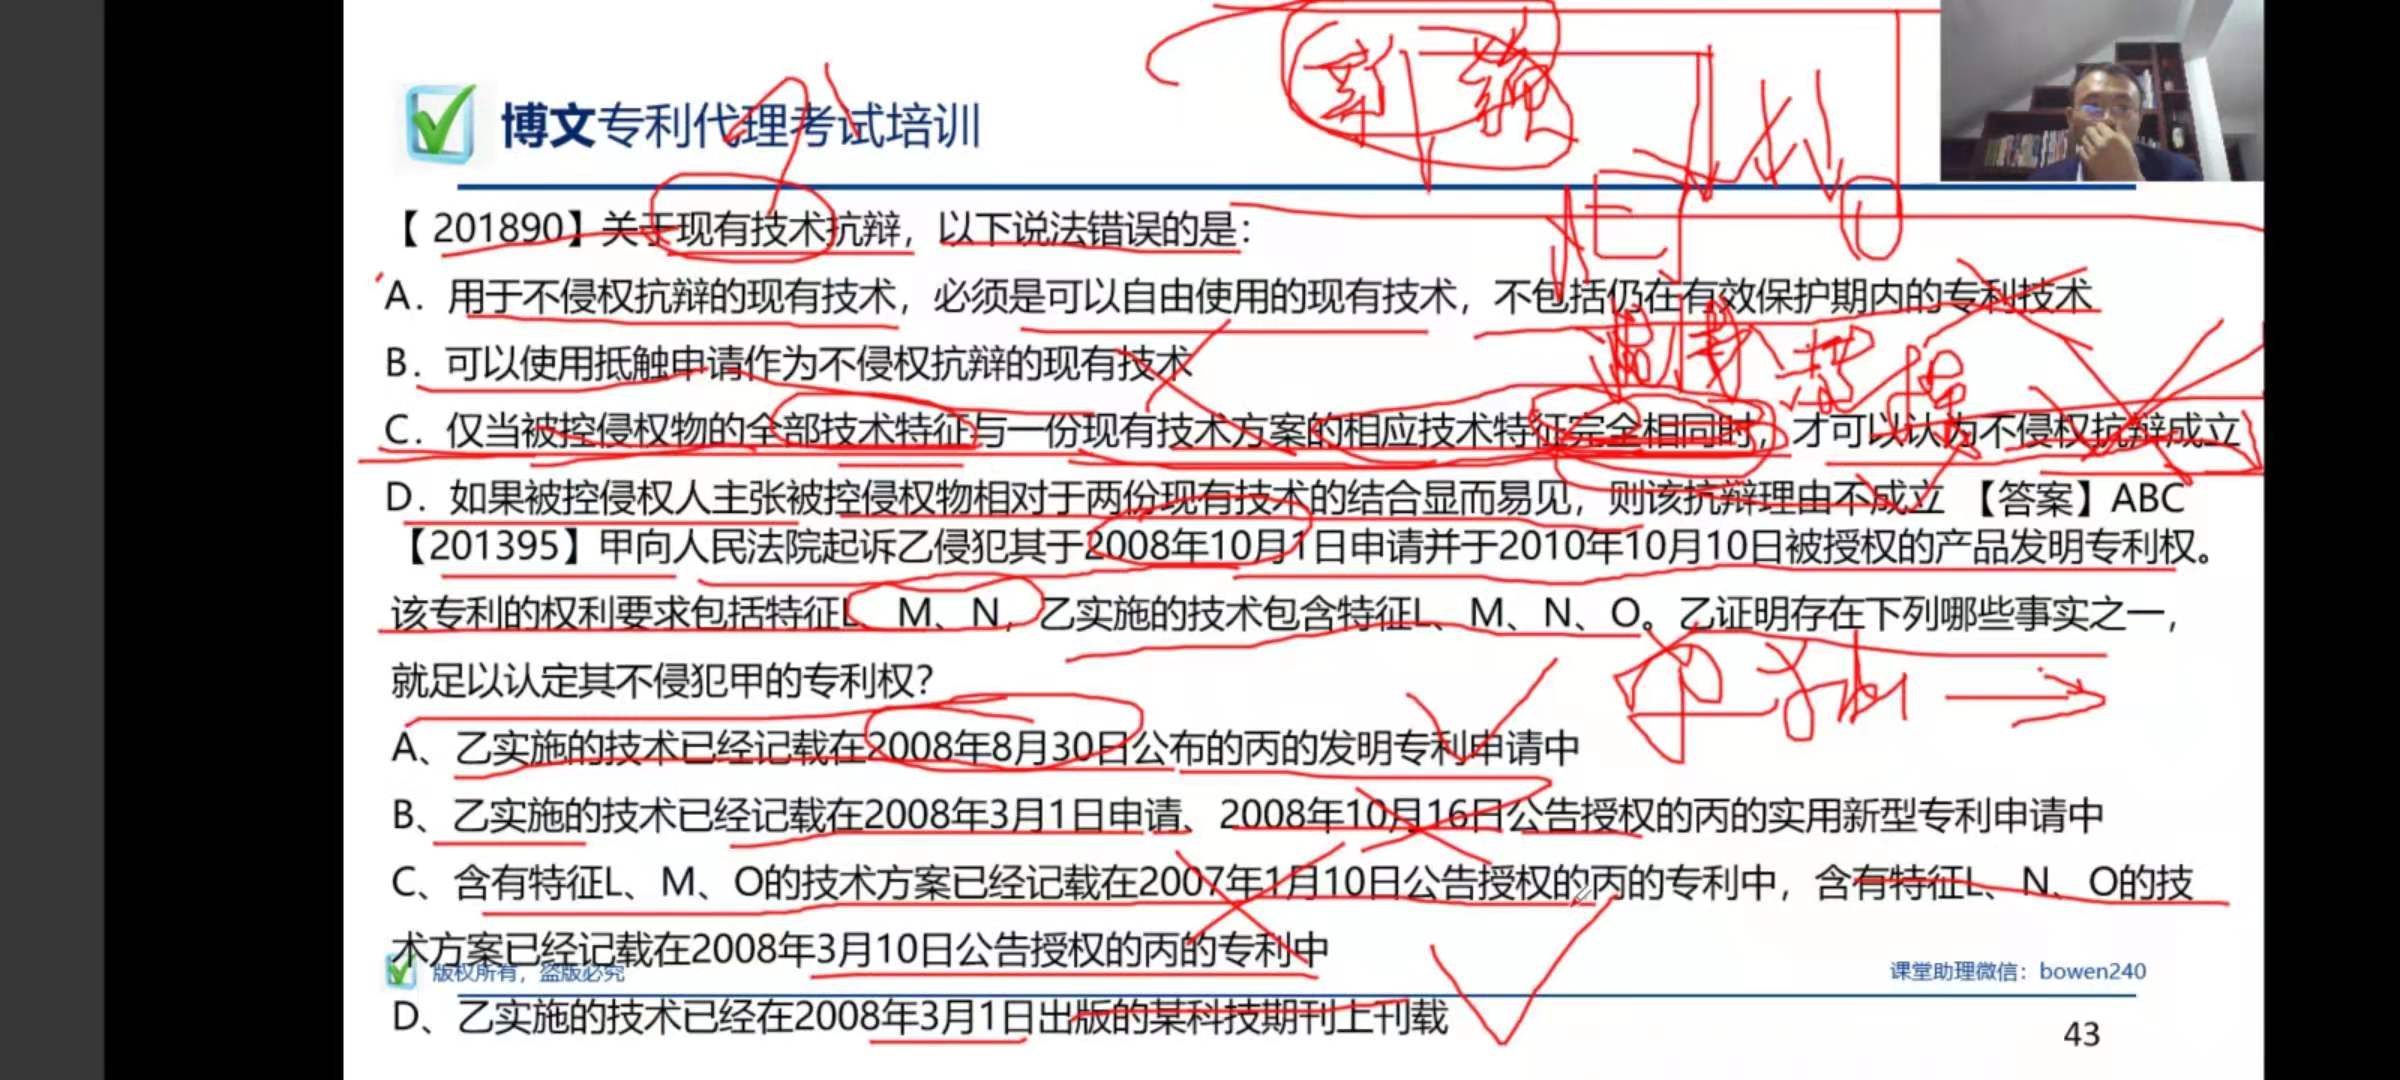 博文专利代理考试培训
【201890】关于现有技术抗辩，以下说法错误的是：
A．用于不侵权抗辩的现有技术，必须是可以自由使用的现有技术，不包括仍在有效保护期内的专利技术
B．可以使用抵触申请作为不侵权抗辩的现有技术
C．仅当被控侵权物的全部技术特征与一份现有技术方案的相应技术特征完全相同时，才可以认为不侵权抗辩成立
D．如果被控侵权人主张被控侵权物相对于两份现有技术的结合显而易见，则该抗辩理由不成立 【答案】ABC
【201395】甲向人民法院起诉乙侵犯其于2008年10月1日申请并于2010年10月10日被授权的产品发明专利权。
该专利的权利要求包括特征L、M、N，乙实施的技术包含特征L、M、N、O。乙证明存在下列哪些事实之一，
就足以认定其不侵犯甲的专利权？
A、乙实施的技术已经记载在2008年8月30日公布的丙的发明专利申请中
B、乙实施的技术已经记载在2008年3月1日申请、2008年10月16日公告授权的丙的实用新型专利申请中
C、含有特征L、M、O的技术方案已经记载在2007年1月10日公告授权的丙的专利中，含有特征L、N、O的技
术方案已经记载在2008年3月10日公告授权的丙的专利中
版权所有，盗版必究
课堂助理微信：bowen240
D、乙实施的技术已经在2008年3月1日出版的某科技期刊上刊载
43